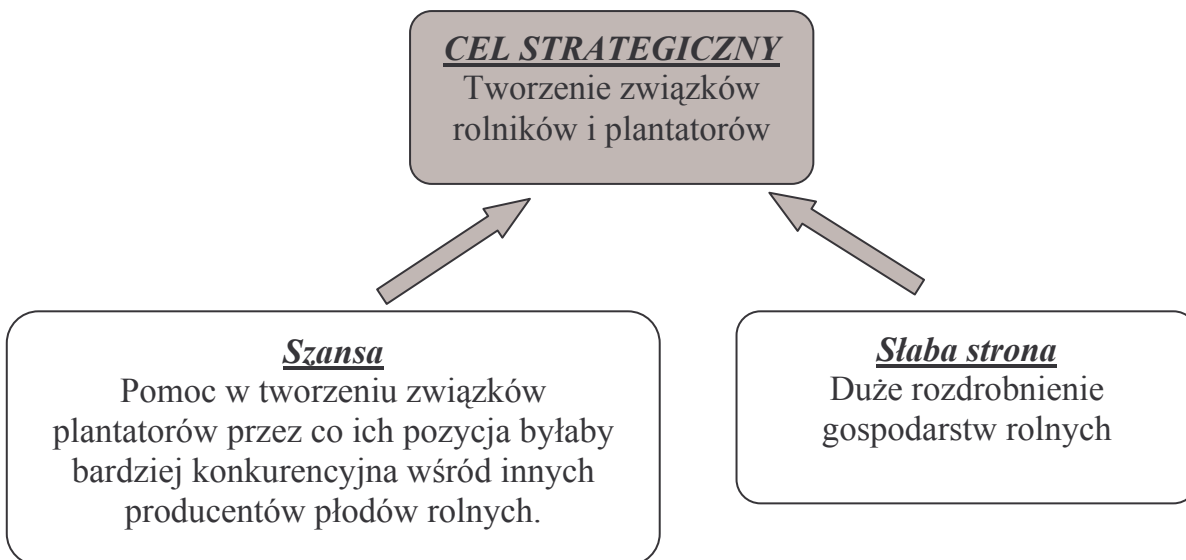 CEL STRATEGICZNY
Tworzenie związków
rolników i plantatorów
Szansa
Pomoc w tworzeniu związków
plantatorów przez co ich pozycja byłaby
bardziej konkurencyjna wśród innych
producentów płodów rolnych.
Słaba strona
Duże rozdrobnienie
gospodarstw rolnych